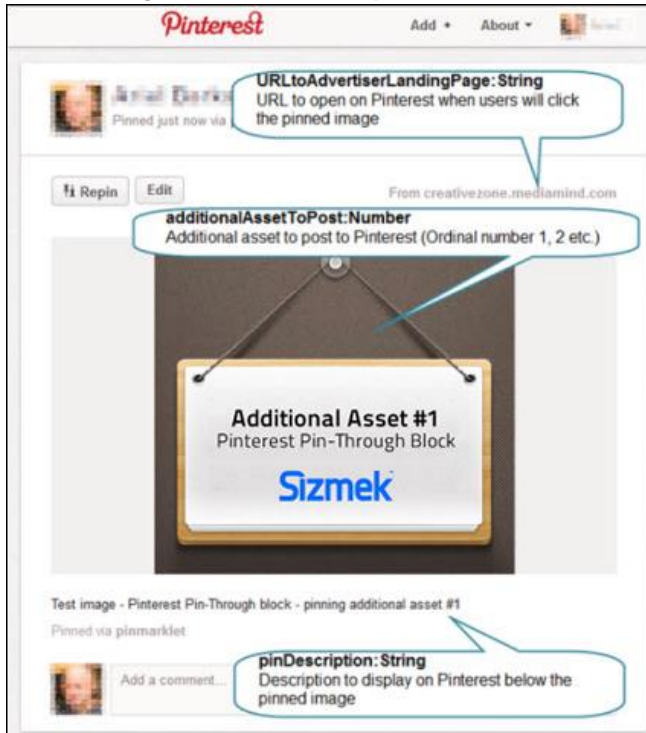 Pinterest
Add +
About
URLtoAdvertiserLandingPage:String
URL to open on Pinterest when users will click
the pinned image
Pinned just now via
Repin
Edit
From creativezone.mediamind.com
additionalAssetToPost:Number
Additional asset to post to Pinterest (Ordinal number 1, 2 etc.)
Additional Asset #1
Pinterest Pin-Through Block
Sizmek
Test image - Pinterest Pin-Through block - pinning additional asset #1
Pinned via pinmarklet
pinDescription:String
Description to display on Pinterest below the
pinned image
Add a comment...